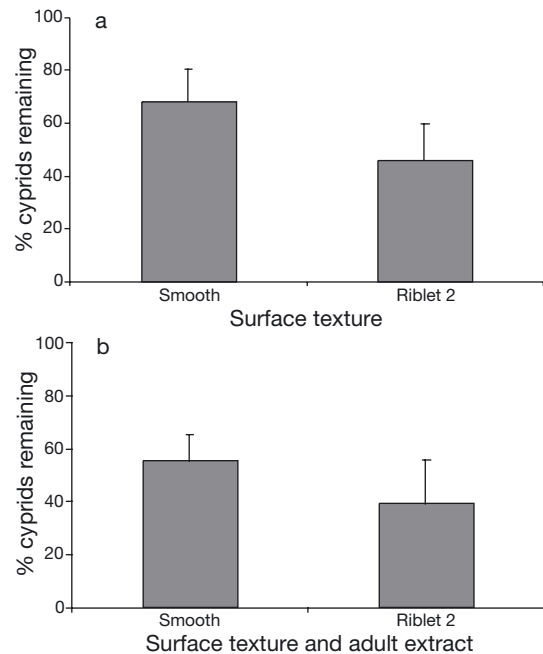 a
% cyprids remaining
100
80
60
40
20
0
Smooth Riblet 2
Surface texture
b
% cyprids remaining
100
80
60
40
20
0
Smooth Riblet 2
Surface texture and adult extract